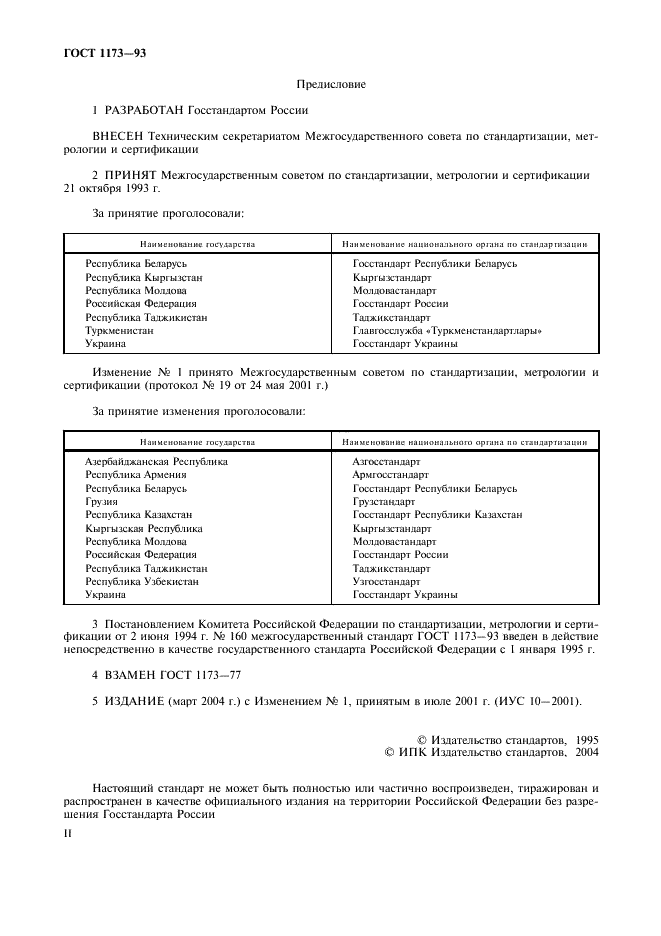 ГОСТ 1173—93
Предисловие
1 РАЗРАБОТАН Госстандартом России
ВНЕСЕН Техническим секретариатом Межгосударственного совета по стандартизации, мет-
рологии и сертификации
2 ПРИНЯТ Межгосударственным советом по стандартизации, метрологии и сертификации
21 октября 1993 г.
За принятие проголосовали:
Наименование государства Наименование национального органа по стандартизации
Республика Беларусь Госстандарт Республики Беларусь
Республика Кыргызстан Кыргызстандарт
Республика Молдова Молдовастандарт
Российская Федерация Госстандарт России
Республика Таджикистан Таджикстандарт
Туркменистан Главгосслужба «Туркменстандартлары»
Украина Госстандарт Украины
Изменение № 1 принято Межгосударственным советом по стандартизации, метрологии и
сертификации (протокол № 19 от 24 мая 2001 г.)
За принятие изменения проголосовали:
Наименование государства Наименование национального органа по стандартизации
Азербайджанская Республика Азгосстандарт
Республика Армения Армгосстандарт
Республика Беларусь Госстандарт Республики Беларусь
Грузия Грузстандарт
Республика Казахстан Госстандарт Республики Казахстан
Кыргызская Республика Кыргызстандарт
Республика Молдова Молдовастандарт
Российская Федерация Госстандарт России
Республика Таджикистан Таджикстандарт
Республика Узбекистан Узгосстандарт
Украина Госстандарт Украины
3 Постановлением Комитета Российской Федерации по стандартизации, метрологии и серти-
фикации от 2 июня 1994 г. № 160 межгосударственный стандарт ГОСТ 1173—93 введен в действие
непосредственно в качестве государственного стандарта Российской Федерации с 1 января 1995 г.
4 ВЗАМЕН ГОСТ 1173—77
5 ИЗДАНИЕ (март 2004 г.) с Изменением № 1, принятым в июле 2001 г. (ИУС 10—2001).
© Издательство стандартов, 1995
© ИПК Издательство стандартов, 2004
Настоящий стандарт не может быть полностью или частично воспроизведен, тиражирован и
распространен в качестве официального издания на территории Российской Федерации без разре-
шения Госстандарта России
II